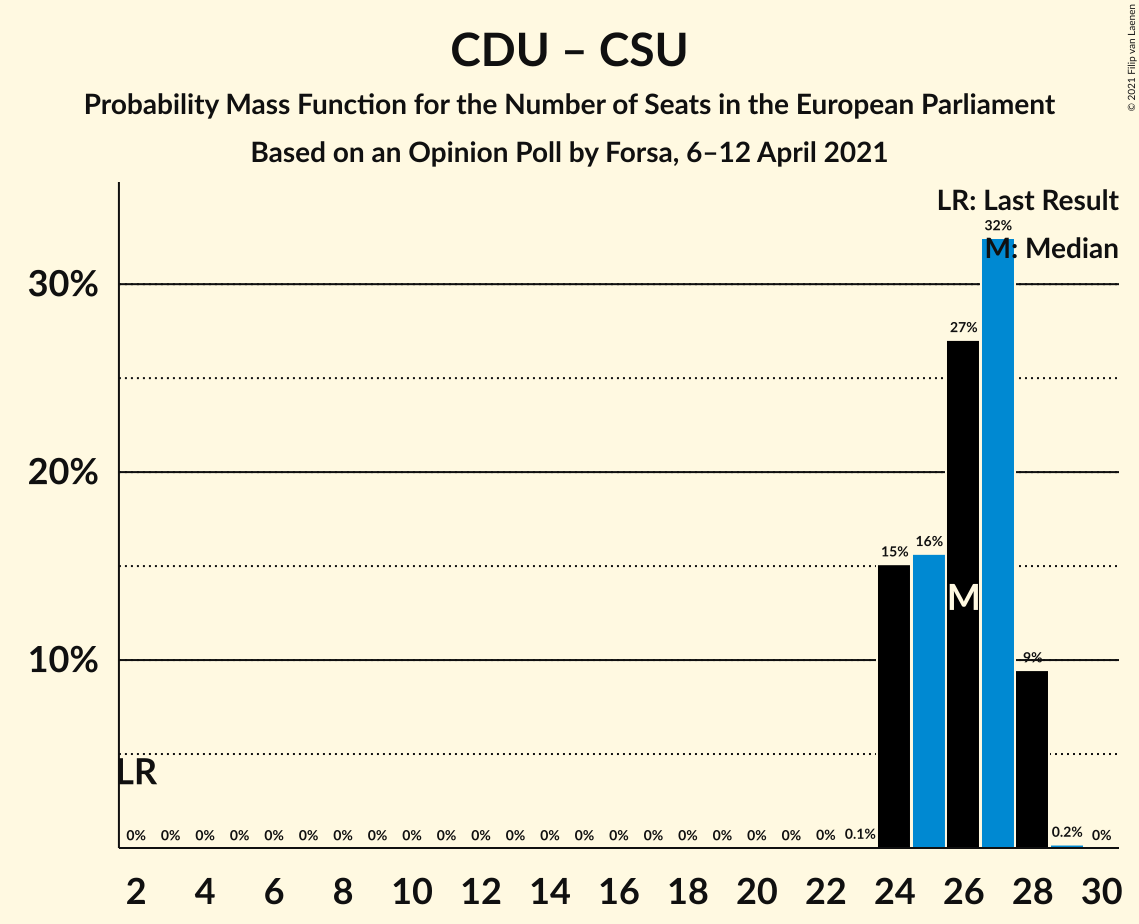 CDU – CSU
Probability Mass Function for the Number of Seats in the European Parliament
Based on an Opinion Poll by Forsa, 6–12 April 2021
© 2021 Filip van Laenen
LR: Last Result
M: Median
30%
20%
10%
32%
27%
16%
15%
9%
M
LR
0% 0% 0% 0% 0% 0% 0% 0% 0% 0% 0% 0% 0% 0% 0% 0% 0% 0% 0% 0% 0% 0.1% 0.2% 0%
2 4 6 8 10 12 14 16 18 20 22 24 26 28 30